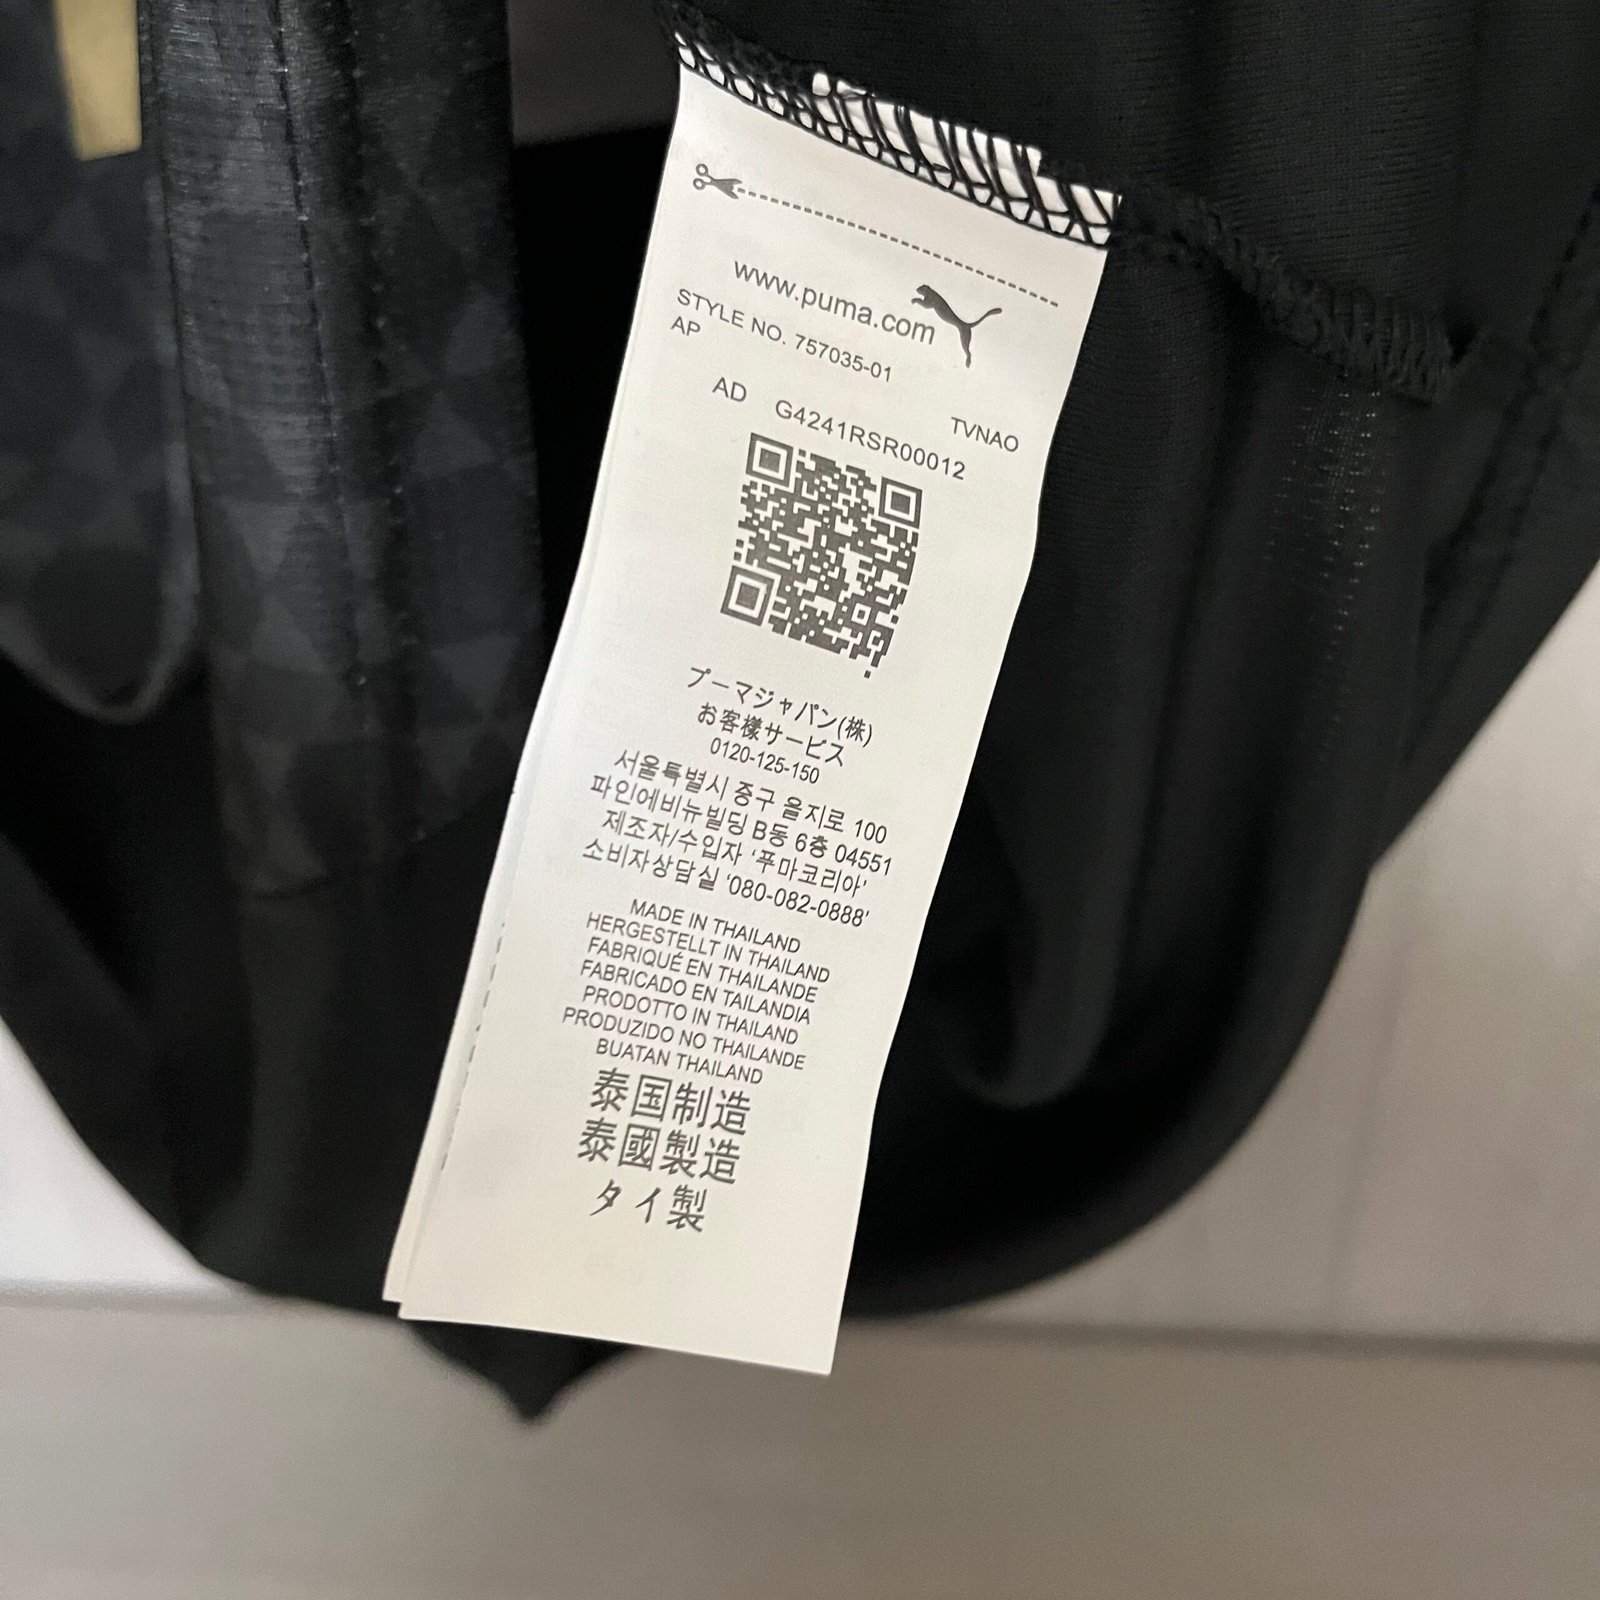 www.puma.com
STYLE NO. 757035-01
AP
TVNAO
AD G4241RSR00012
プーマジャパン(株)
お客様サービス
0120-125-150
서울특별시 중구 을지로 100
파인에비뉴빌딩 B동 6층 04551
제조자/수입자 '푸마코리아'
소비자상담실 '080-082-0888'
MADE IN THAILAND
HERGESTELLT IN THAILAND
FABRIQUÉ EN THAILANDE
FABRICADO EN TAILANDIA
PRODOTTO IN THAILAND
PRODUZIDO NO THAILANDE
BUATAN THAILAND
泰国制造
泰國製造
タイ製